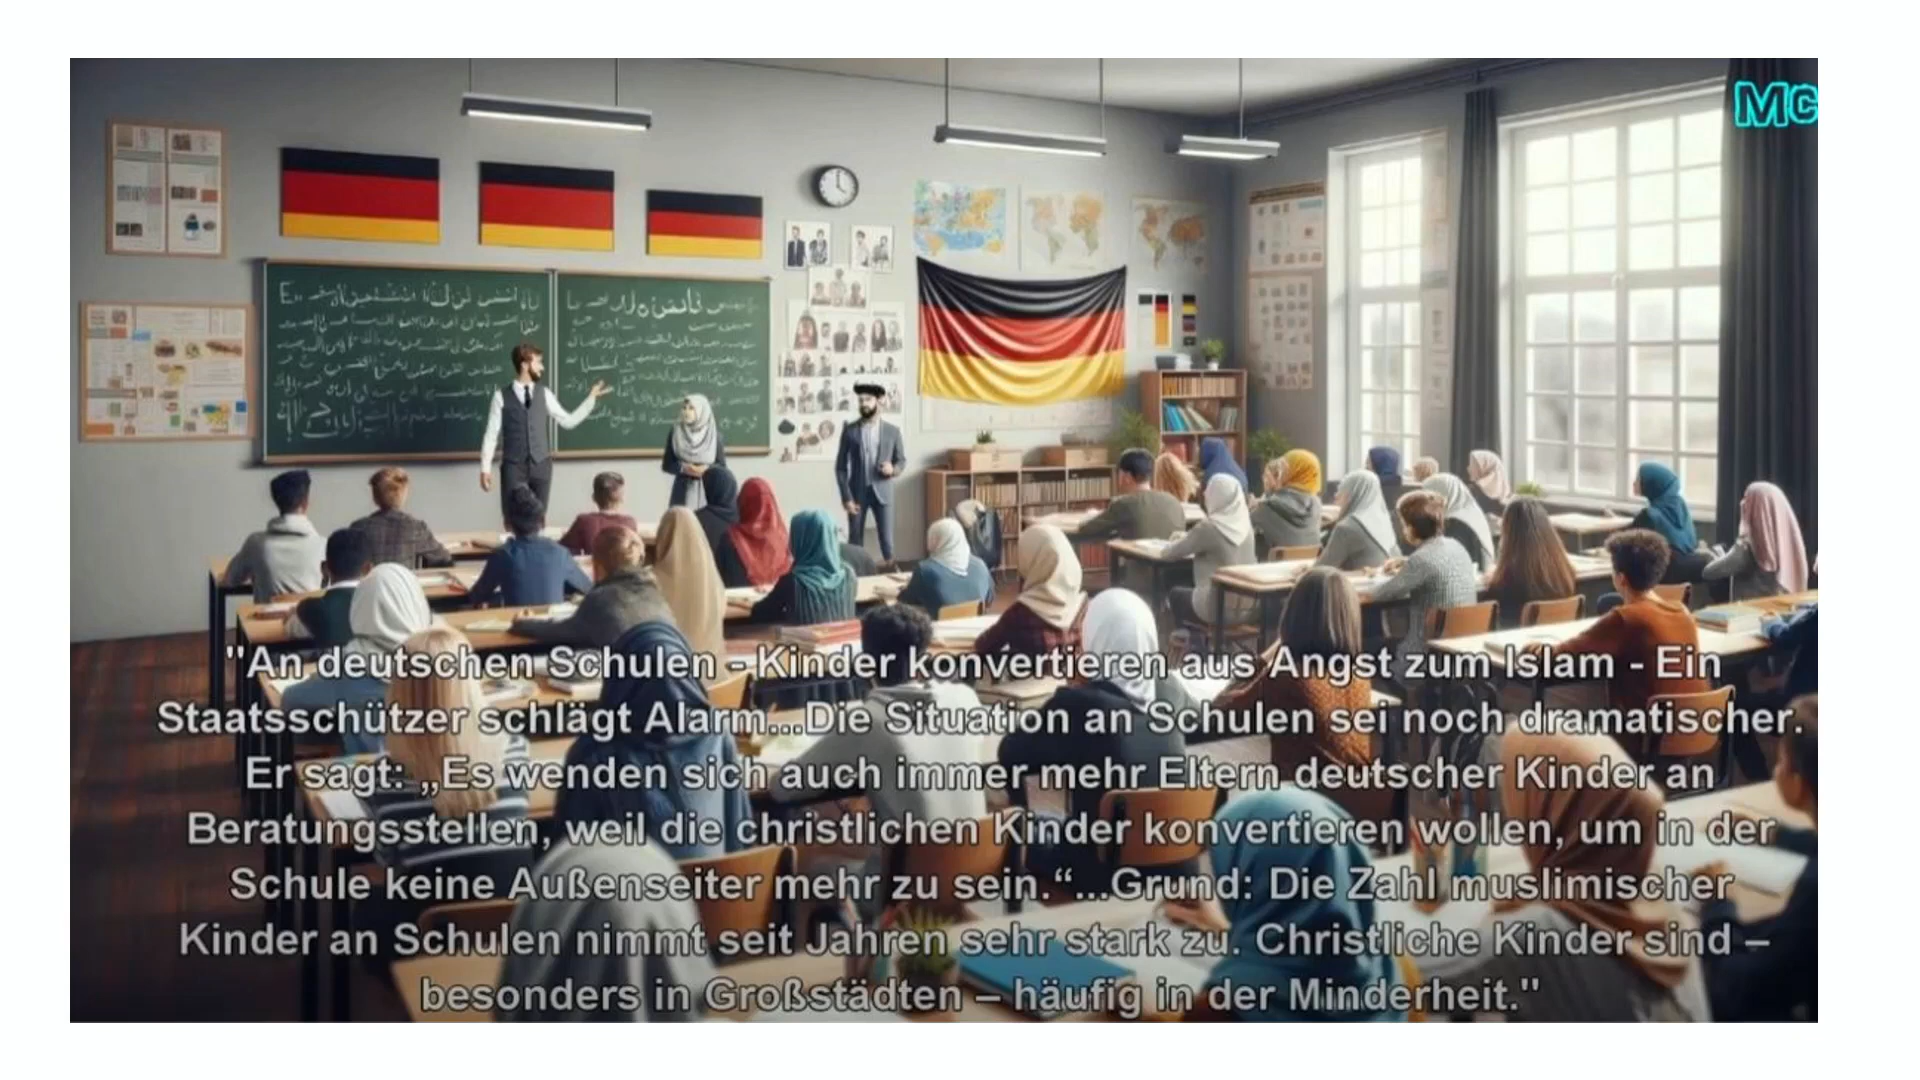 Mc
"An deutschen Schulen - Kinder konvertieren aus Angst zum Islam - Ein
Staatsschützer schlägt Alarm...Die Situation an Schulen sei noch dramatischer.
Er sagt: „Es wenden sich auch immer mehr Eltern deutscher Kinder an
Beratungsstellen, weil die christlichen Kinder konvertieren wollen, um in der
Schule keine Außenseiter mehr zu sein.“...Grund: Die Zahl muslimischer
Kinder an Schulen nimmt seit Jahren sehr stark zu. Christliche Kinder sind –
besonders in Großstädten – häufig in der Minderheit."